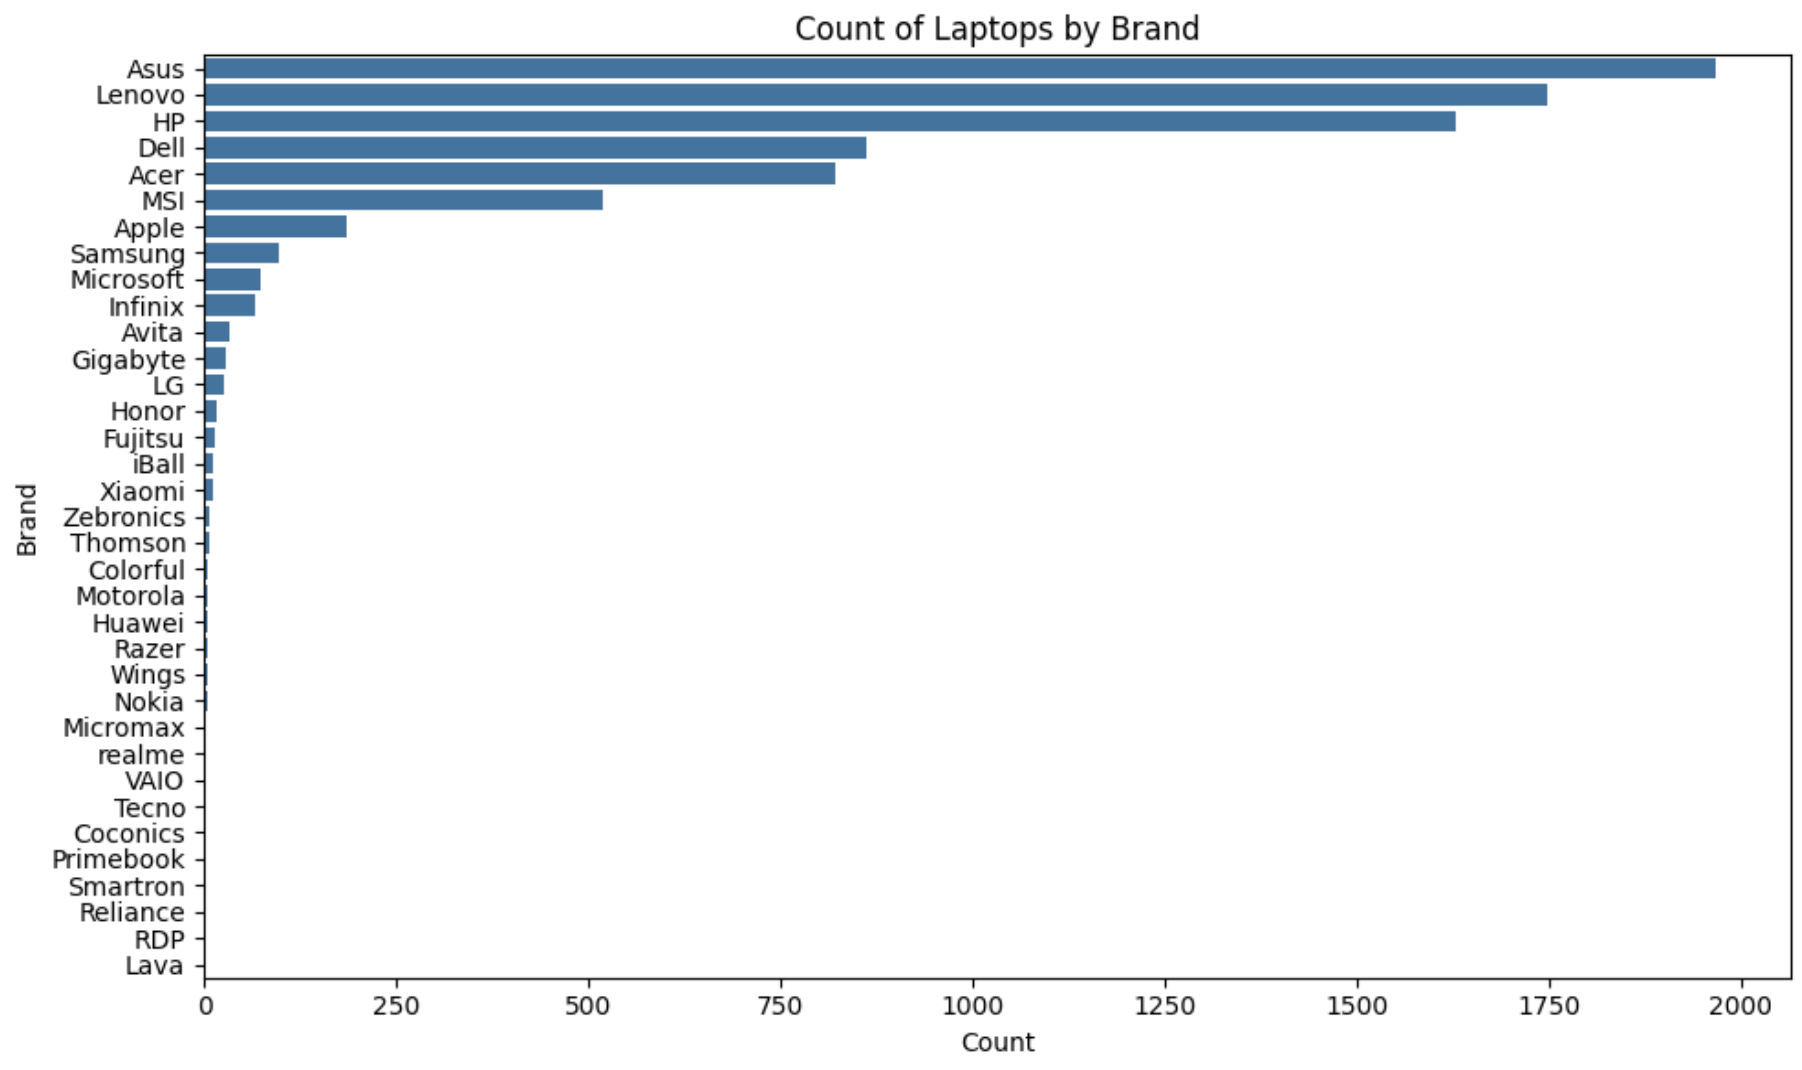 Count of Laptops by Brand
Asus
Lenovo
HP
Dell
Acer
MSI
Apple
Samsung
Microsoft
Infinix
Avita
Gigabyte
LG
Honor
Fujitsu
iBall
Xiaomi
Zebronics
Thomson
Colorful
Motorola
Huawei
Razer
Wings
Nokia
Micromax
realme
VAIO
Tecno
Coconics
Primebook
Smartron
Reliance
RDP
Lava
Brand
0 250 500 750 1000 1250 1500 1750 2000
Count